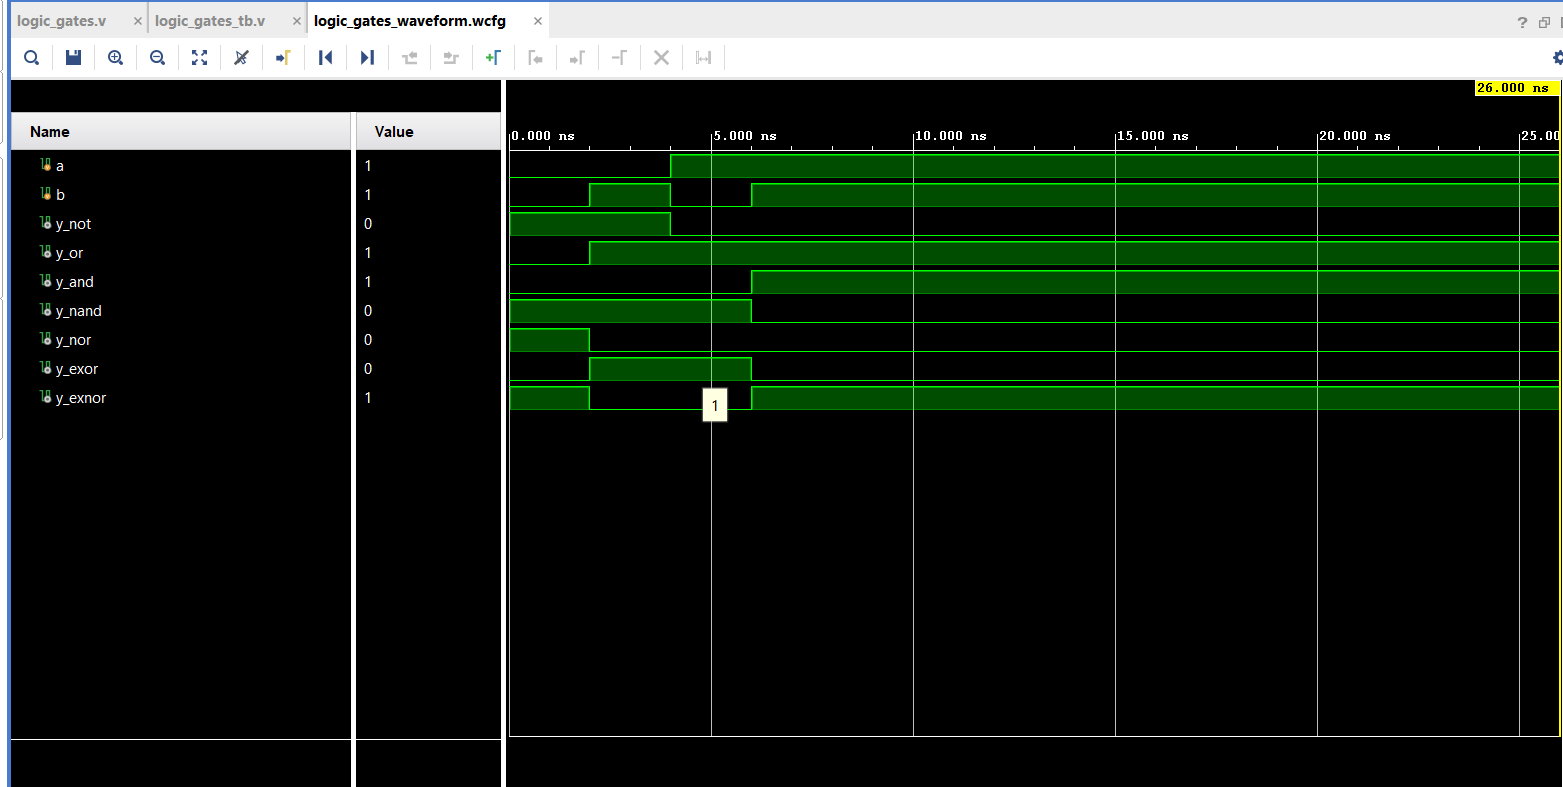 logic_gates.v
logic_gates_tb.v
logic_gates_waveform.wcfg
26.000 ns
Name Value
0.000 ns 5.000 ns 10.000 ns 15.000 ns 20.000 ns 25.00
a 1
b 1
y_not 0
y_or 1
y_and 1
y_nand 0
y_nor 0
y_exor 0
y_exnor 1
1